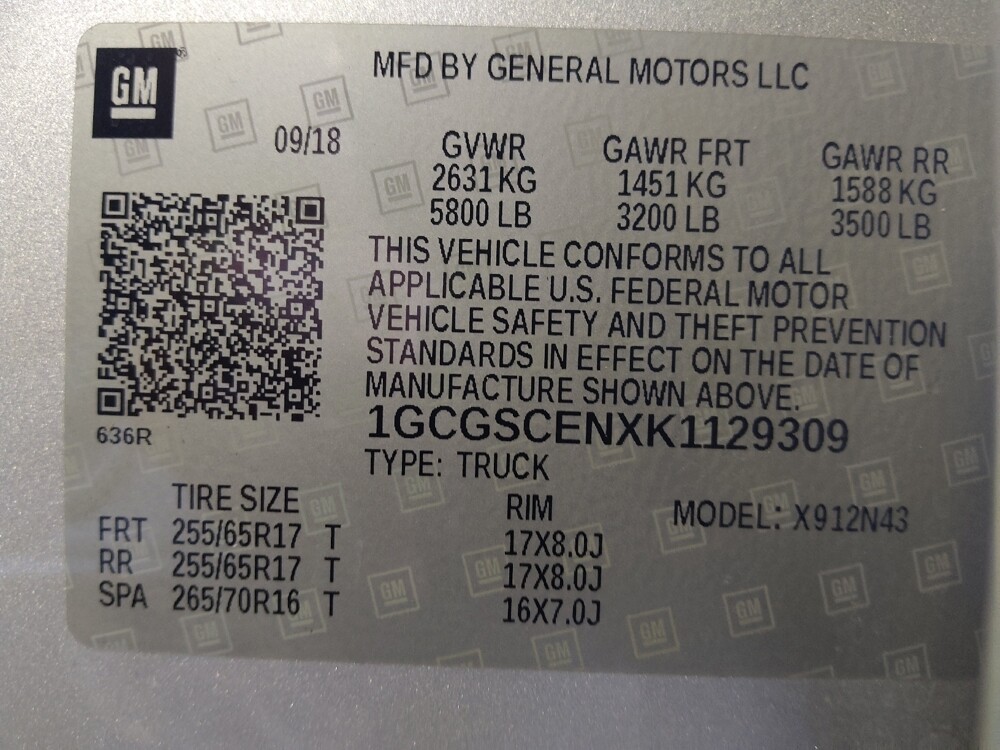 GM
MFD BY GENERAL MOTORS LLC
09/18
GVWR GAWR FRT GAWR RR
2631 KG 1451 KG 1588 KG
5800 LB 3200 LB 3500 LB
THIS VEHICLE CONFORMS TO ALL
APPLICABLE U.S. FEDERAL MOTOR
VEHICLE SAFETY AND THEFT PREVENTION
STANDARDS IN EFFECT ON THE DATE OF
MANUFACTURE SHOWN ABOVE.
1GCGSCENXK1129309
636R
TYPE: TRUCK
TIRE SIZE RIM MODEL: X912N43
FRT 255/65R17 T 17X8.0J
RR 255/65R17 T 17X8.0J
SPA 265/70R16 T 16X7.0J